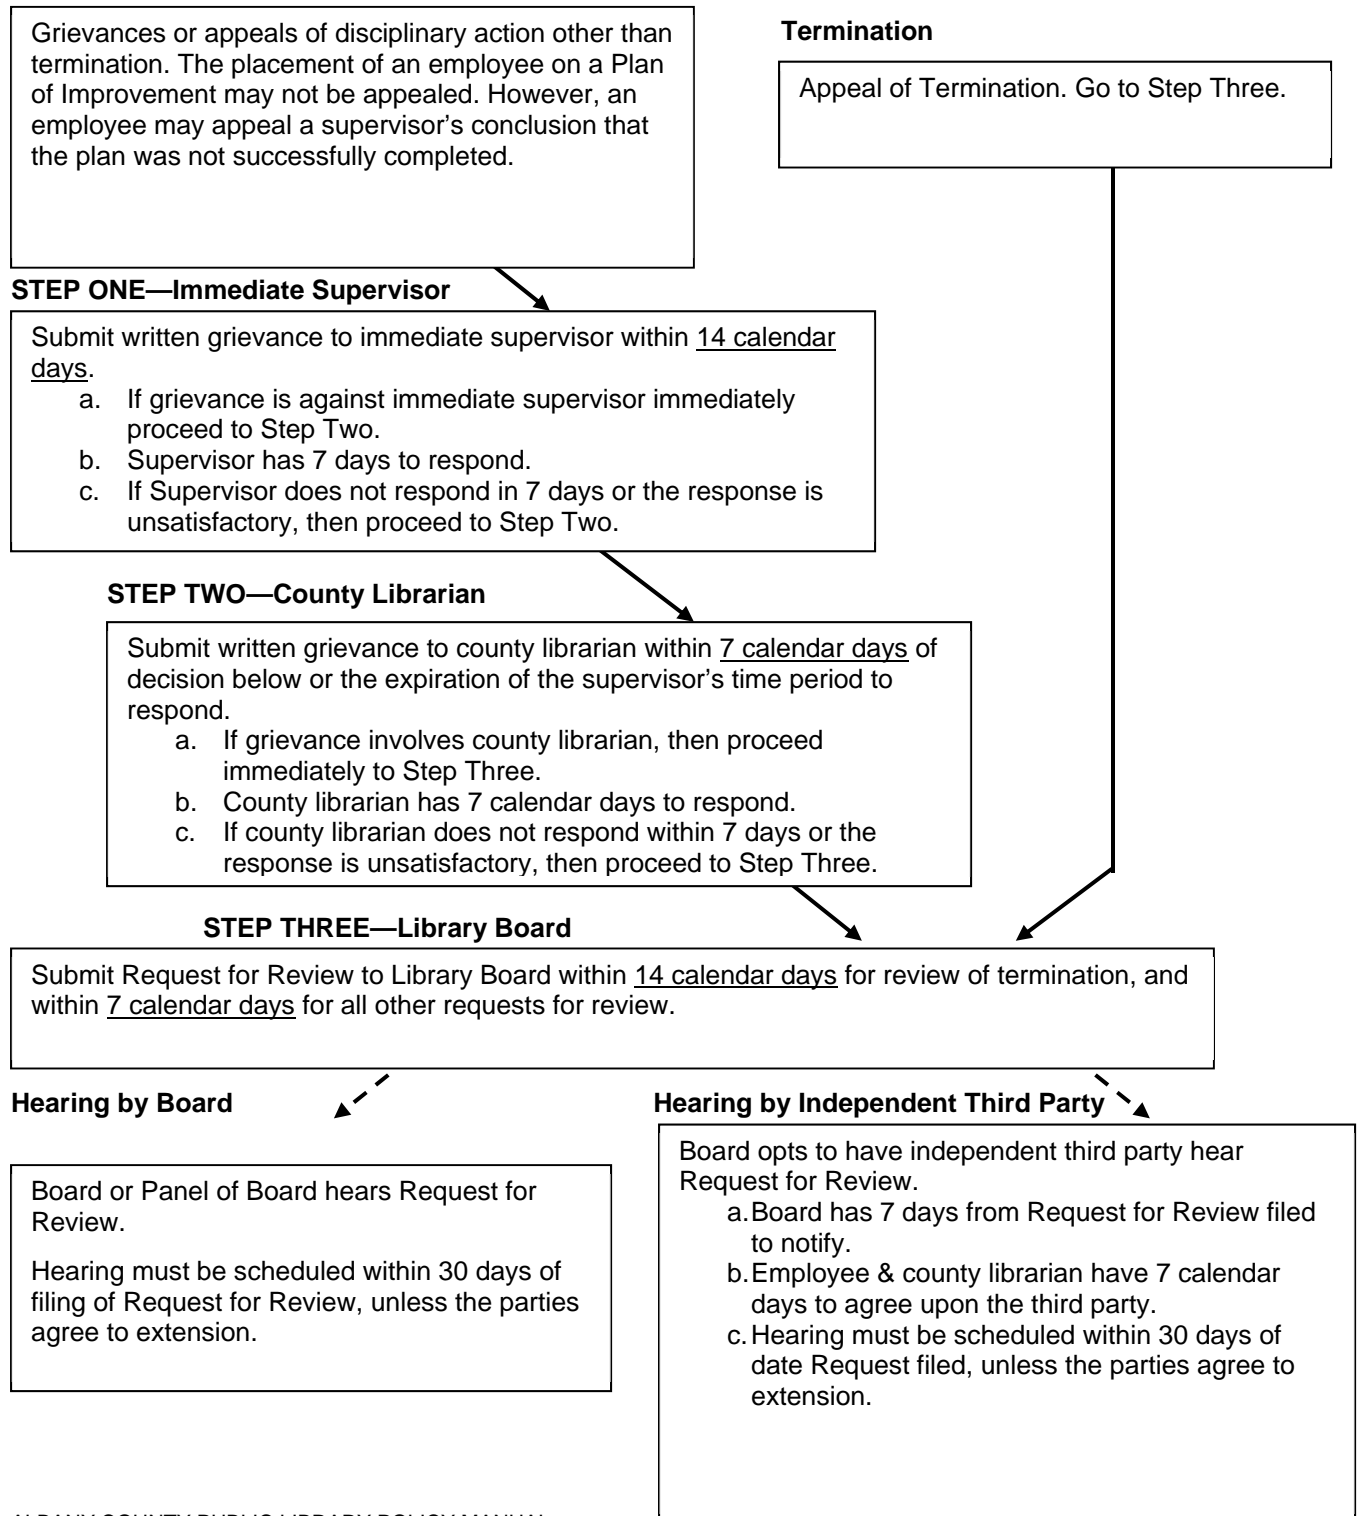 Grievances or appeals of disciplinary action other than
termination. The placement of an employee on a Plan
of Improvement may not be appealed. However, an
employee may appeal a supervisor’s conclusion that
the plan was not successfully completed.
Termination
Appeal of Termination. Go to Step Three.
STEP ONE—Immediate Supervisor
Submit written grievance to immediate supervisor within 14 calendar
days.
a. If grievance is against immediate supervisor immediately
proceed to Step Two.
b. Supervisor has 7 days to respond.
c. If Supervisor does not respond in 7 days or the response is
unsatisfactory, then proceed to Step Two.
STEP TWO—County Librarian
Submit written grievance to county librarian within 7 calendar days of
decision below or the expiration of the supervisor’s time period to
respond.
a. If grievance involves county librarian, then proceed
immediately to Step Three.
b. County librarian has 7 calendar days to respond.
c. If county librarian does not respond within 7 days or the
response is unsatisfactory, then proceed to Step Three.
STEP THREE—Library Board
Submit Request for Review to Library Board within 14 calendar days for review of termination, and
within 7 calendar days for all other requests for review.
Hearing by Board
Board or Panel of Board hears Request for
Review.
Hearing must be scheduled within 30 days of
filing of Request for Review, unless the parties
agree to extension.
Hearing by Independent Third Party
Board opts to have independent third party hear
Request for Review.
a. Board has 7 days from Request for Review filed
to notify.
b. Employee & county librarian have 7 calendar
days to agree upon the third party.
c. Hearing must be scheduled within 30 days of
date Request filed, unless the parties agree to
extension.
ALBANY COUNTY PUBLIC LIBRARY POLICY MANUAL